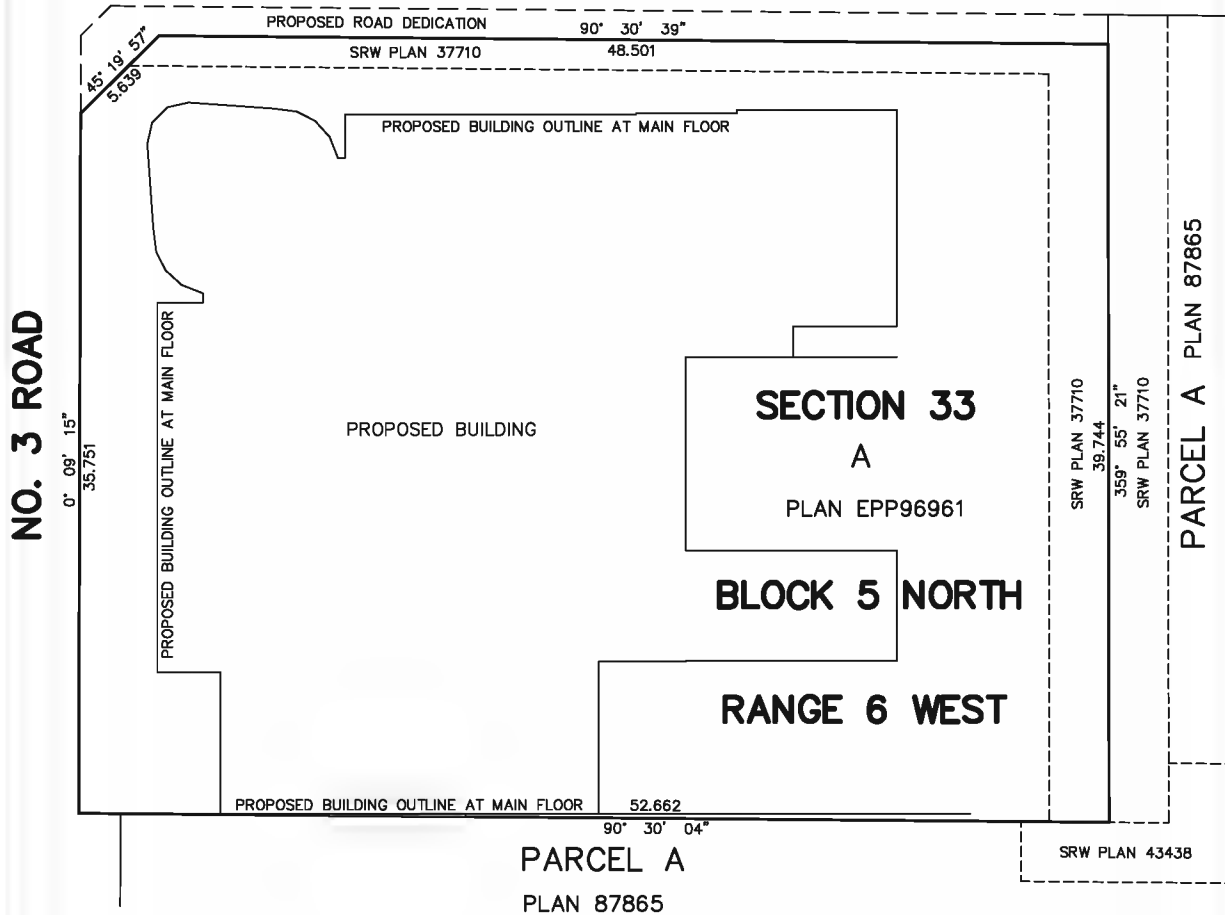 PROPOSED ROAD DEDICATION
90° 30' 39"
SRW PLAN 37710
48.501
45° 19' 57"
5.639
PROPOSED BUILDING OUTLINE AT MAIN FLOOR
NO. 3 ROAD
0° 09' 15"
35.751
PROPOSED BUILDING OUTLINE AT MAIN FLOOR
PROPOSED BUILDING
SECTION 33
A
PLAN EPP96961
BLOCK 5 NORTH
RANGE 6 WEST
SRW PLAN 37710
39.744
359° 55' 21"
SRW PLAN 37710
PARCEL A PLAN 87865
PROPOSED BUILDING OUTLINE AT MAIN FLOOR
52.662
90° 30' 04"
PARCEL A
PLAN 87865
SRW PLAN 43438